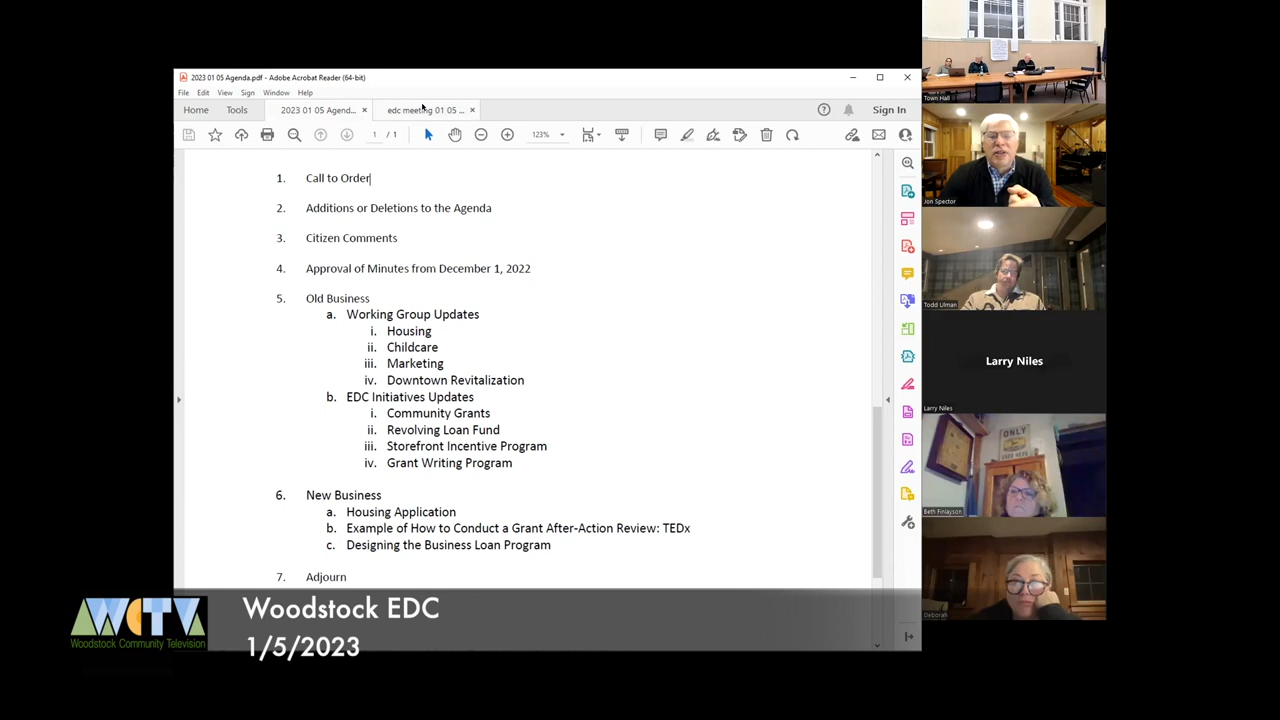 2023 01 05 Agenda.pdf - Adobe Acrobat Reader (64-bit)
File Edit View Sign Window Help
Home Tools 2023 01 05 Agend... edc meeting 01 05 ... Sign In
1 / 1 123%
1. Call to Order
2. Additions or Deletions to the Agenda
3. Citizen Comments
4. Approval of Minutes from December 1, 2022
5. Old Business
a. Working Group Updates
i. Housing
ii. Childcare
iii. Marketing
iv. Downtown Revitalization
b. EDC Initiatives Updates
i. Community Grants
ii. Revolving Loan Fund
iii. Storefront Incentive Program
iv. Grant Writing Program
6. New Business
a. Housing Application
b. Example of How to Conduct a Grant After-Action Review: TEDx
c. Designing the Business Loan Program
7. Adjourn
WCTV
Woodstock Community Television
Woodstock EDC
1/5/2023
Town Hall
Jon Spector
Todd Ulman
Larry Niles
Larry Niles
ONLY
Beth Finlayson
Deborah